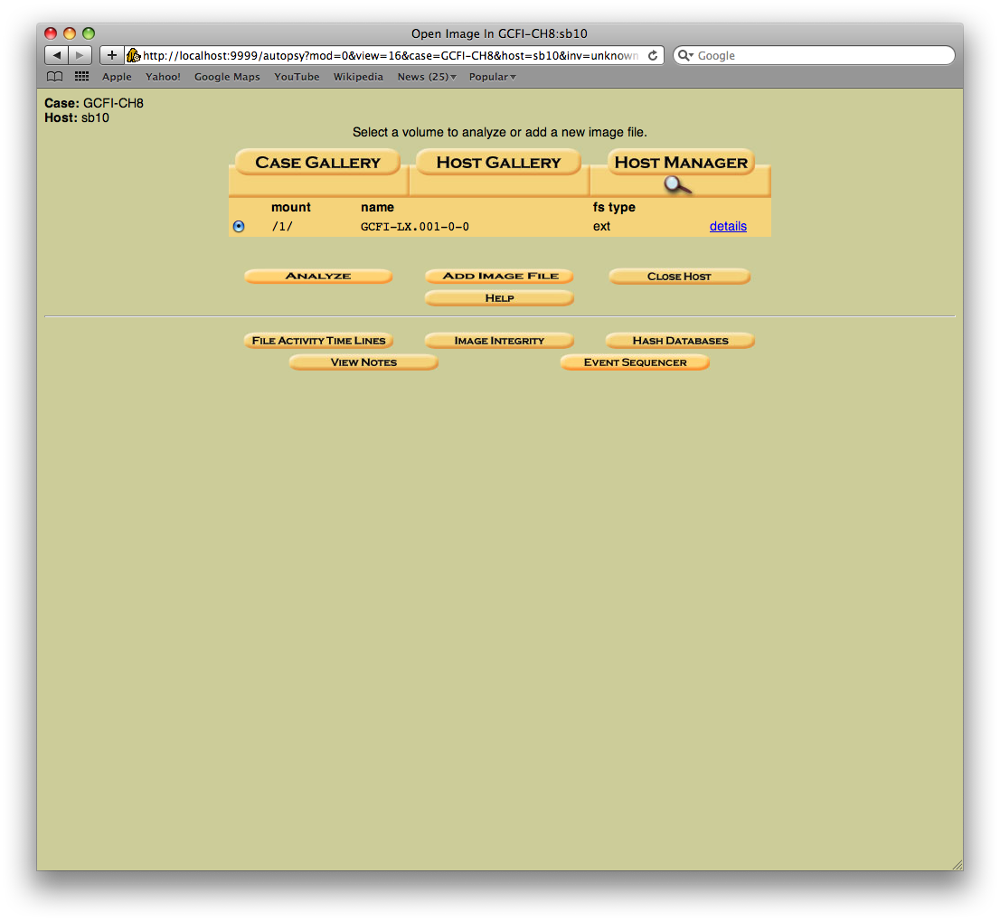 Open Image In GCFI-CH8:sb10
http://localhost:9999/autopsy?mod=0&view=16&case=GCFI-CH8&host=sb10&inv=unknown
Google
Apple Yahoo! Google Maps YouTube Wikipedia News (25) Popular
Case: GCFI-CH8
Host: sb10
Select a volume to analyze or add a new image file.
CASE GALLERY HOST GALLERY HOST MANAGER
mount name fs type
/1/ GCFI-LX.001-0-0 ext details
ANALYZE ADD IMAGE FILE CLOSE HOST
HELP
FILE ACTIVITY TIME LINES IMAGE INTEGRITY HASH DATABASES
VIEW NOTES EVENT SEQUENCER